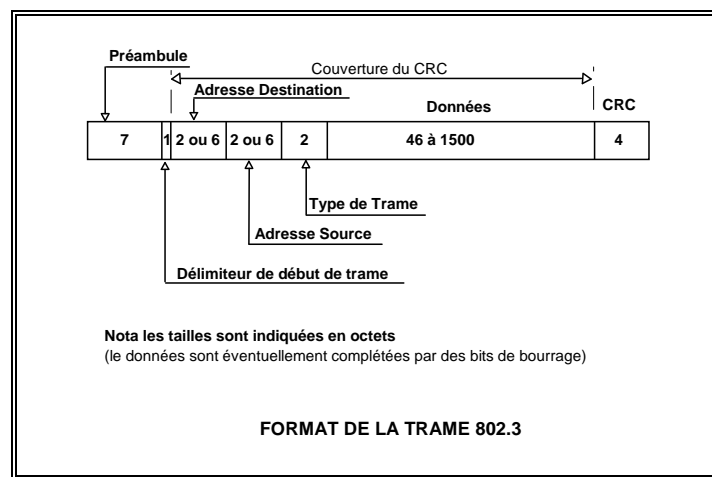 Préambule
Couverture du CRC
Adresse Destination
Données
CRC
7
1
2 ou 6
2 ou 6
2
46 à 1500
4
Type de Trame
Adresse Source
Délimiteur de début de trame
Nota les tailles sont indiquées en octets
(le données sont éventuellement complétées par des bits de bourrage)
FORMAT DE LA TRAME 802.3